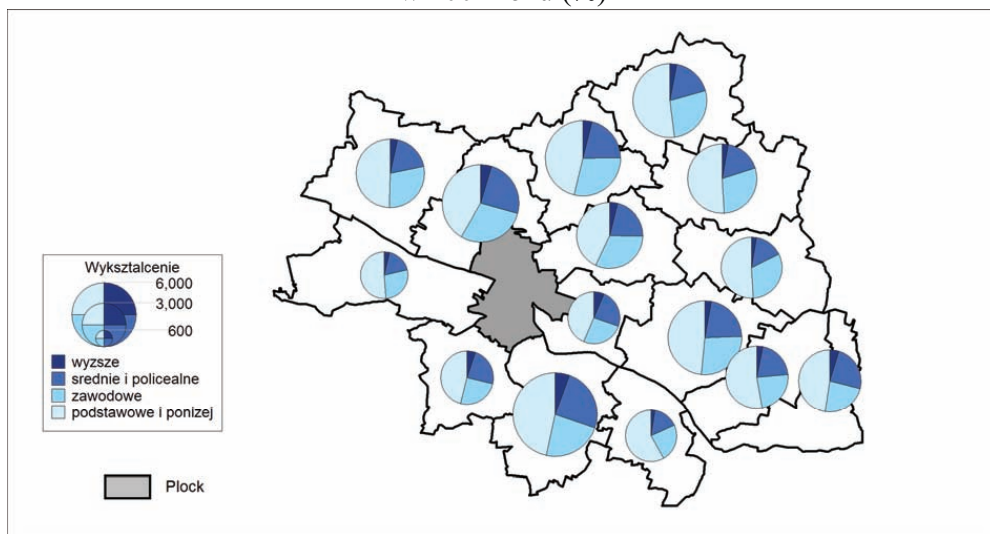 Wyksztalcenie
6,000
3,000
600
wyzsze
srednie i policealne
zawodowe
podstawowe i ponizej
Plock